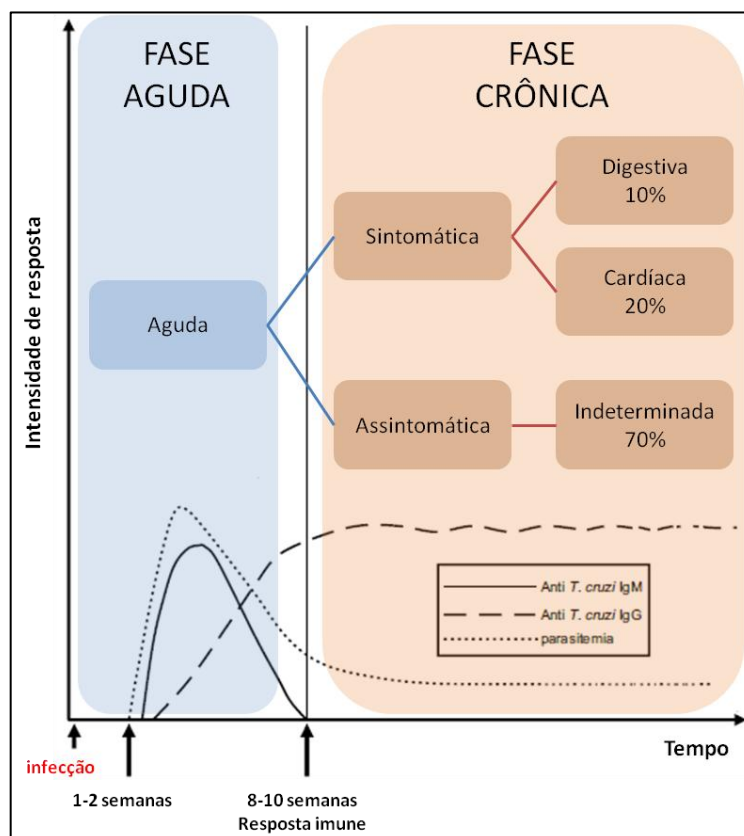 FASE
AGUDA
FASE
CRÔNICA
Digestiva
10%
Sintomática
Cardíaca
20%
Aguda
Assintomática
Indeterminada
70%
Intensidade de resposta
Anti T. cruzi IgM
Anti T. cruzi IgG
parasitemia
Tempo
infecção
1-2 semanas
8-10 semanas
Resposta imune